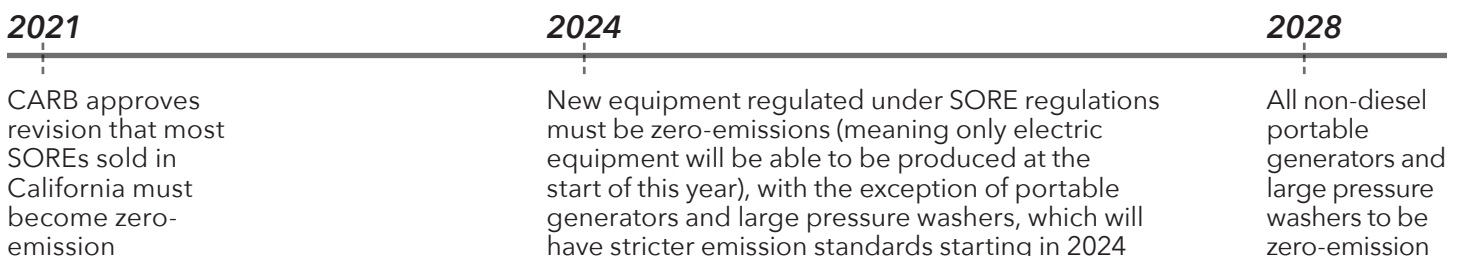 2021
2024
2028
CARB approves
revision that most
SOREs sold in
California must
become zero-
emission
New equipment regulated under SORE regulations
must be zero-emissions (meaning only electric
equipment will be able to be produced at the
start of this year), with the exception of portable
generators and large pressure washers, which will
have stricter emission standards starting in 2024
All non-diesel
portable
generators and
large pressure
washers to be
zero-emission